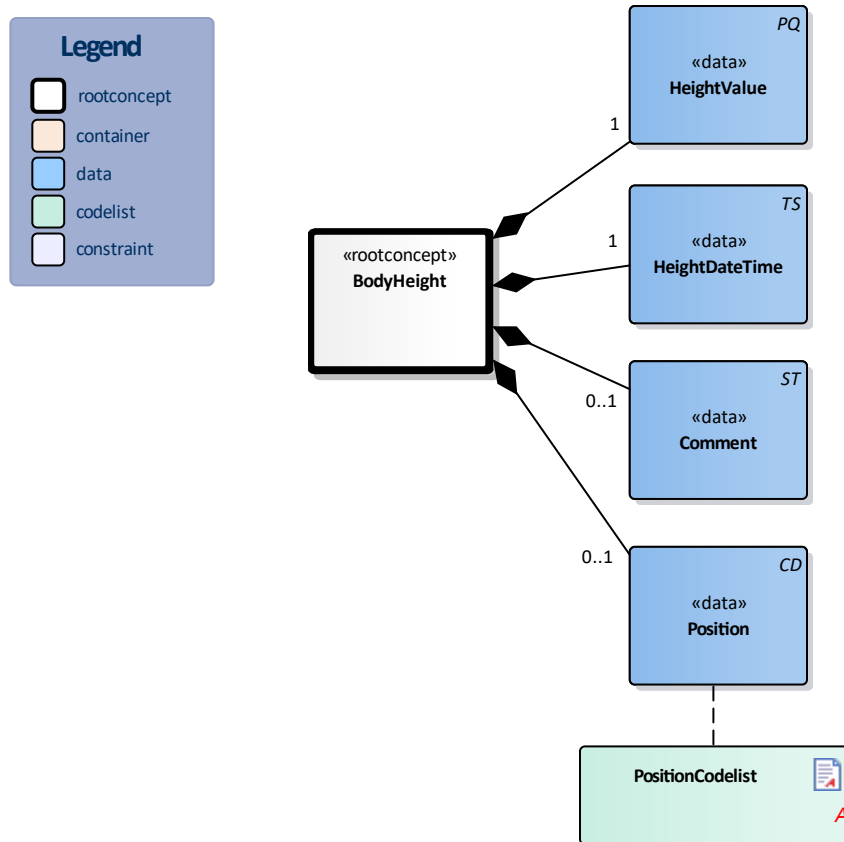 Legend
rootconcept
container
data
codelist
constraint
PQ
«data»
HeightValue
1
TS
«data»
HeightDateTime
1
«rootconcept»
BodyHeight
ST
«data»
Comment
0..1
CD
«data»
Position
0..1
PositionCodelist
A